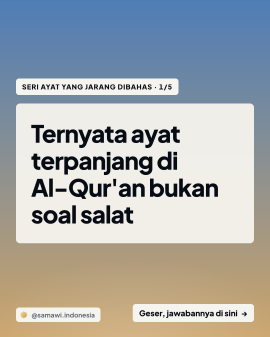 SERI AYAT YANG JARANG DIBAHAS · 1/5
Ternyata ayat
terpanjang di
Al-Qur'an bukan
soal salat
@samawi.indonesia
Geser, jawabannya di sini →